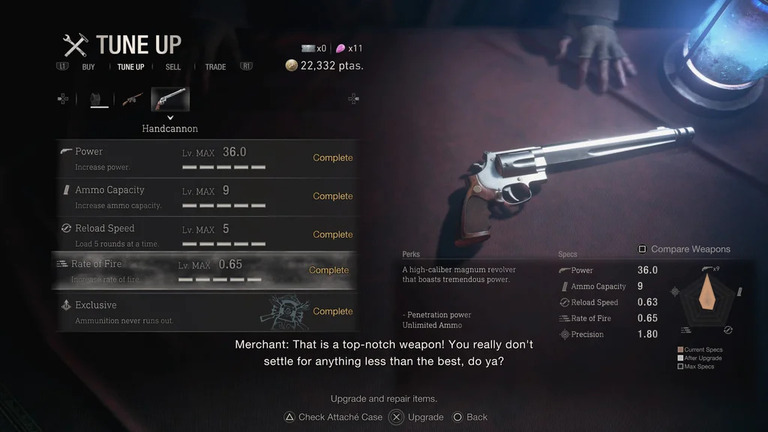 TUNE UP
x0 x11
L1 BUY TUNE UP SELL TRADE R1
22,332 ptas.
Handcannon
Power Lv. MAX 36.0
Increase power. Complete
Ammo Capacity Lv. MAX 9
Increase ammo capacity. Complete
Reload Speed Lv. MAX 5
Load 5 rounds at a time. Complete
Rate of Fire Lv. MAX 0.65
Increase rate of fire. Complete
Exclusive
Ammunition never runs out. Complete
Compare Weapons
Perks
A high-caliber magnum revolver
that boasts tremendous power.
- Penetration power
Unlimited Ammo
Specs
Power 36.0
Ammo Capacity 9
Reload Speed 0.63
Rate of Fire 0.65
Precision 1.80
x9
Current Specs
After Upgrade
Max Specs
Merchant: That is a top-notch weapon! You really don't
settle for anything less than the best, do ya?
Upgrade and repair items.
Check Attaché Case Upgrade Back